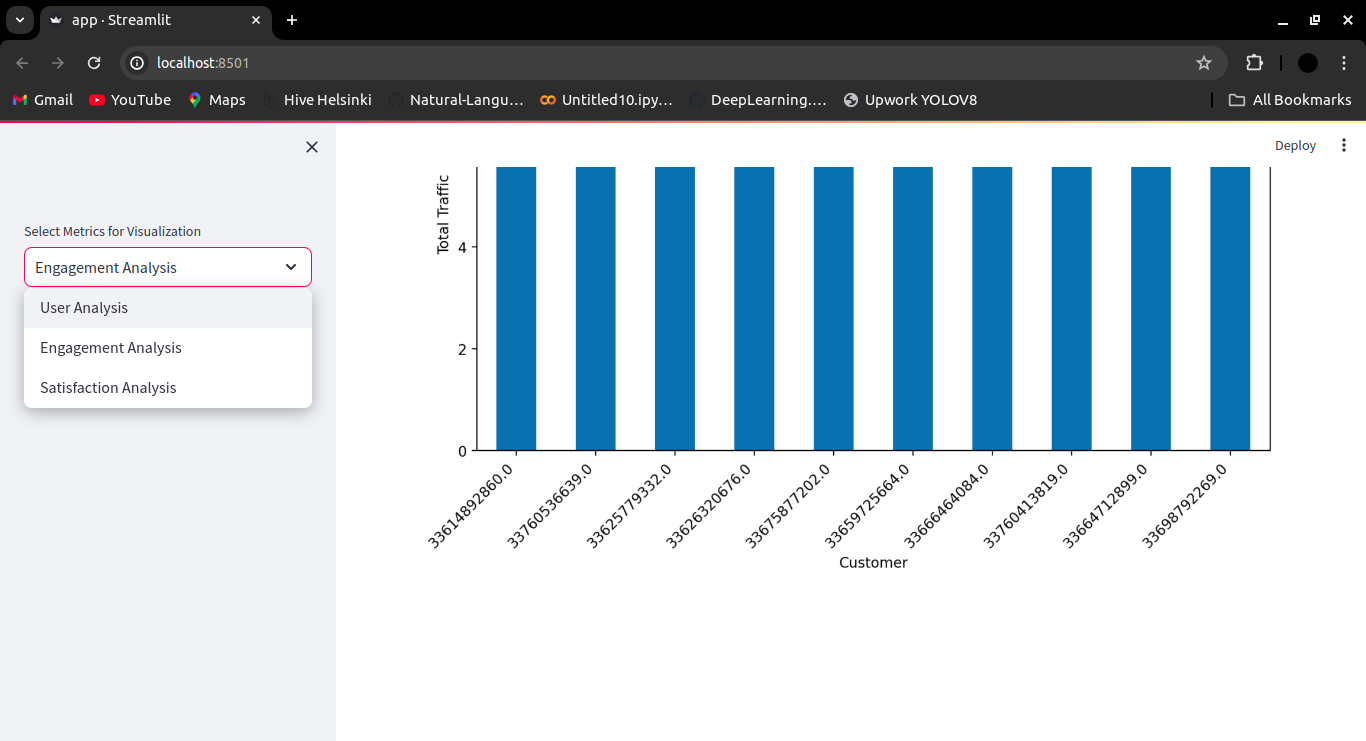 app · Streamlit
localhost:8501
Gmail YouTube Maps Hive Helsinki Natural-Langu... Untitled10.ipy... DeepLearning.... Upwork YOLOV8 All Bookmarks
Deploy
Select Metrics for Visualization
Engagement Analysis
User Analysis
Engagement Analysis
Satisfaction Analysis
Total Traffic
4
2
0
33614892860.0
33760536639.0
33625779332.0
33626320676.0
33675877202.0
33659725664.0
33666464084.0
33760413819.0
33664712899.0
33698792269.0
Customer